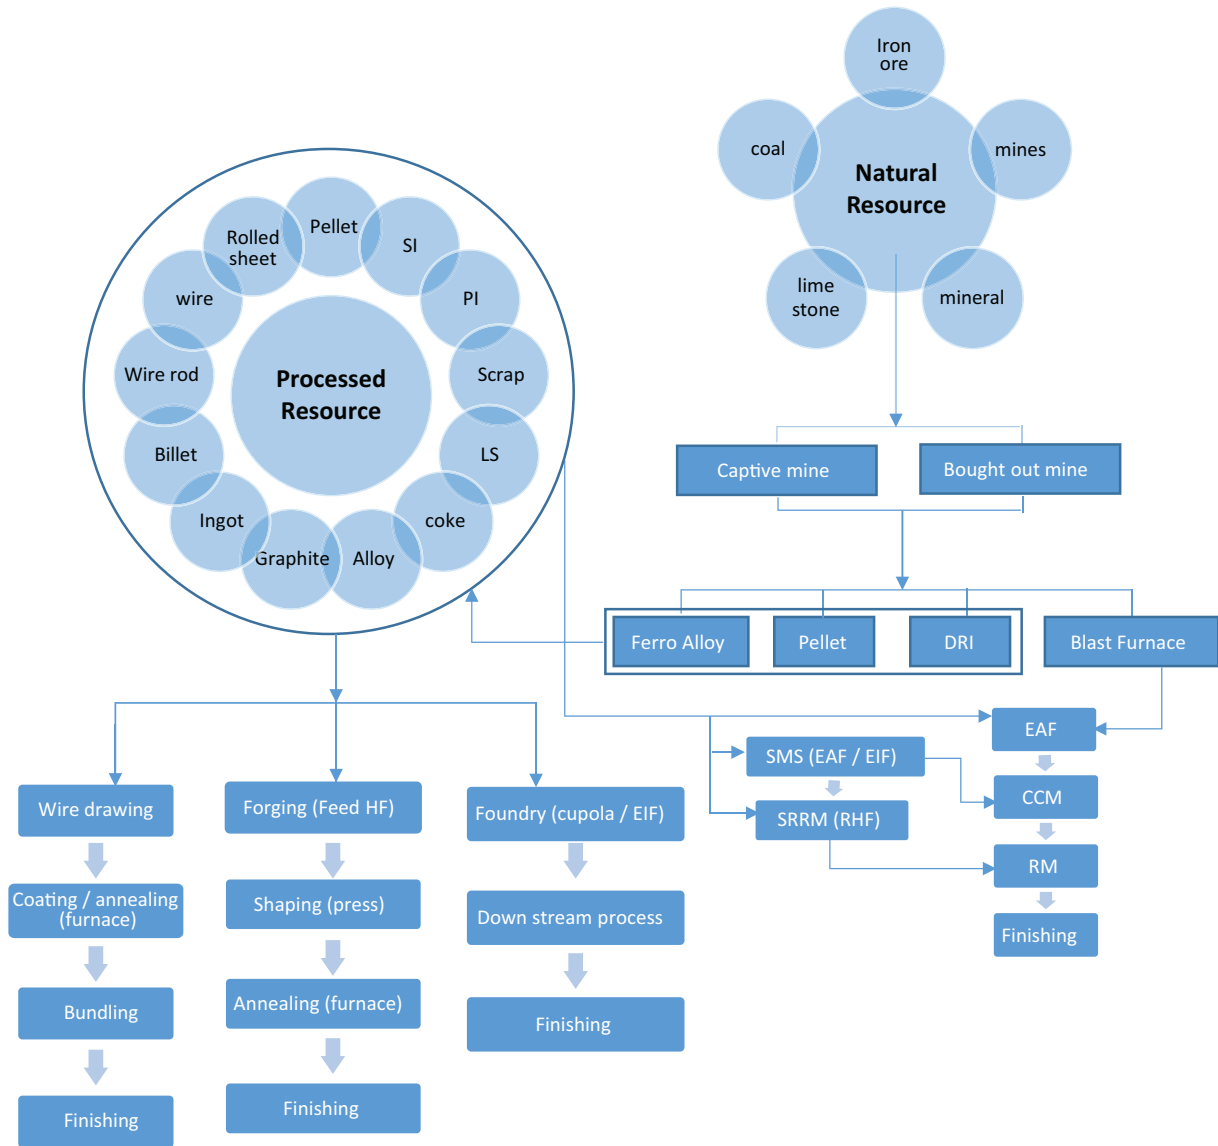 Iron
ore
coal
mines
Natural
Resource
lime
stone
mineral
Pellet
SI
PI
Scrap
LS
coke
Alloy
Graphite
Ingot
Billet
Wire rod
wire
Rolled
sheet
Processed
Resource
Captive mine
Bought out mine
Ferro Alloy
Pellet
DRI
Blast Furnace
EAF
SMS (EAF / EIF)
CCM
SRRM (RHF)
RM
Finishing
Wire drawing
Coating / annealing
(furnace)
Bundling
Finishing
Forging (Feed HF)
Shaping (press)
Annealing (furnace)
Finishing
Foundry (cupola / EIF)
Down stream process
Finishing